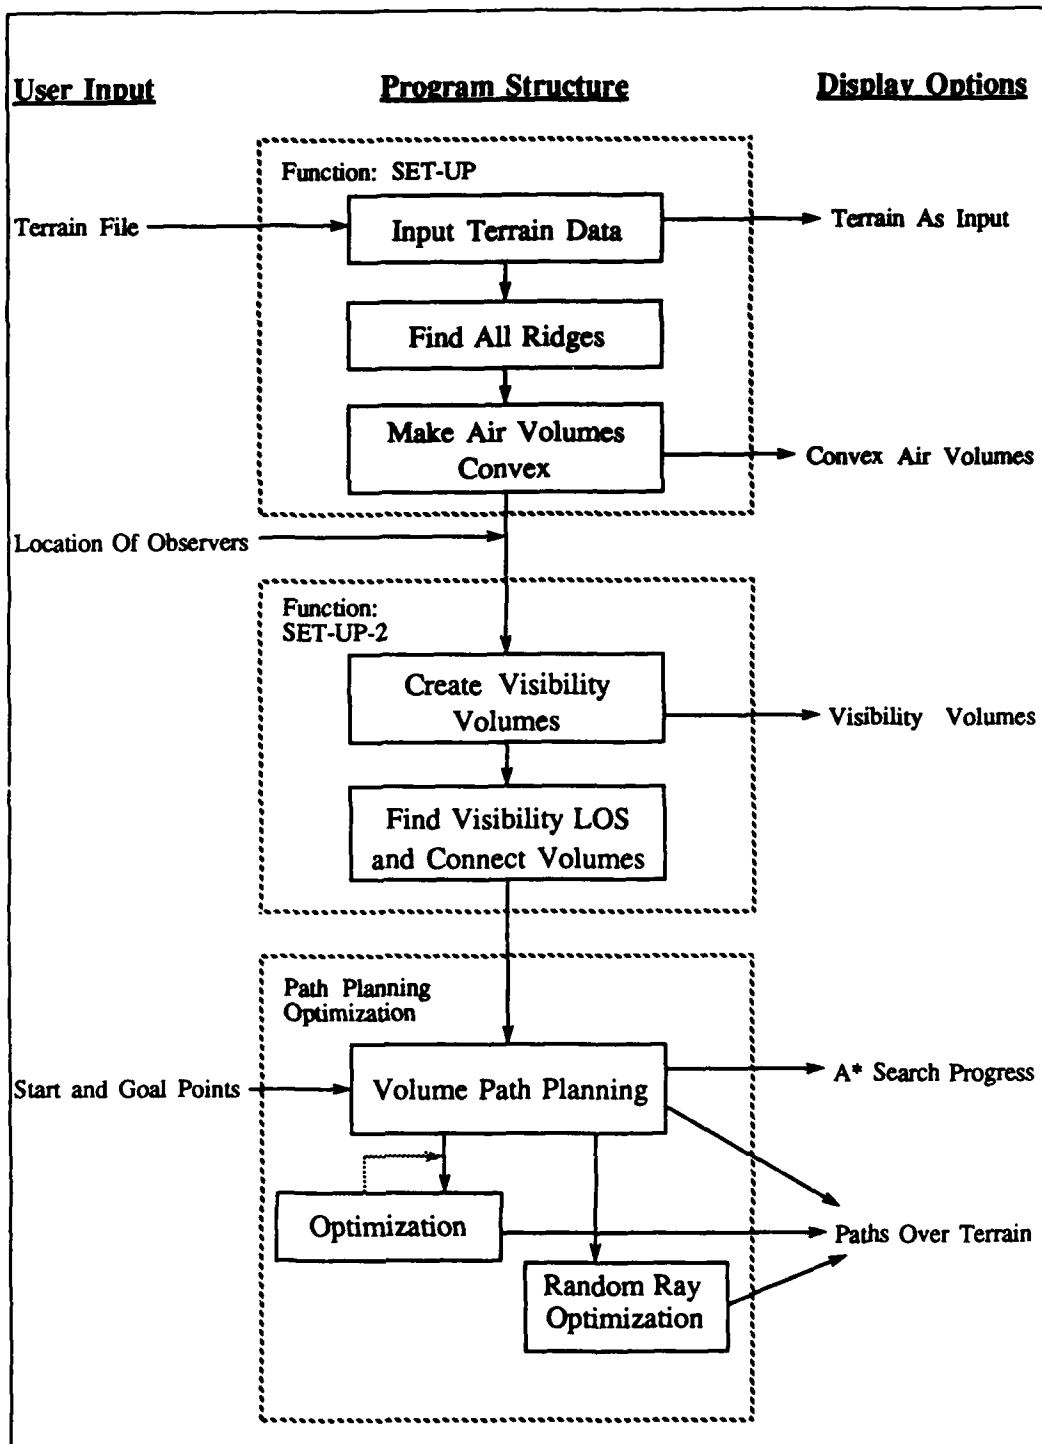 User Input
Program Structure
Display Options
Function: SET-UP
Terrain File
Input Terrain Data
Terrain As Input
Find All Ridges
Make Air Volumes
Convex
Convex Air Volumes
Location Of Observers
Function:
SET-UP-2
Create Visibility
Volumes
Visibility Volumes
Find Visibility LOS
and Connect Volumes
Path Planning
Optimization
Start and Goal Points
Volume Path Planning
A* Search Progress
Optimization
Paths Over Terrain
Random Ray
Optimization